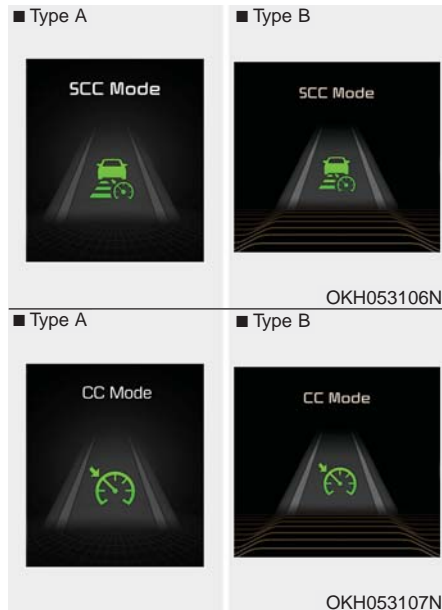 ■ Type A
■ Type B
SCC Mode
SCC Mode
OKH053106N
■ Type A
■ Type B
CC Mode
CC Mode
OKH053107N